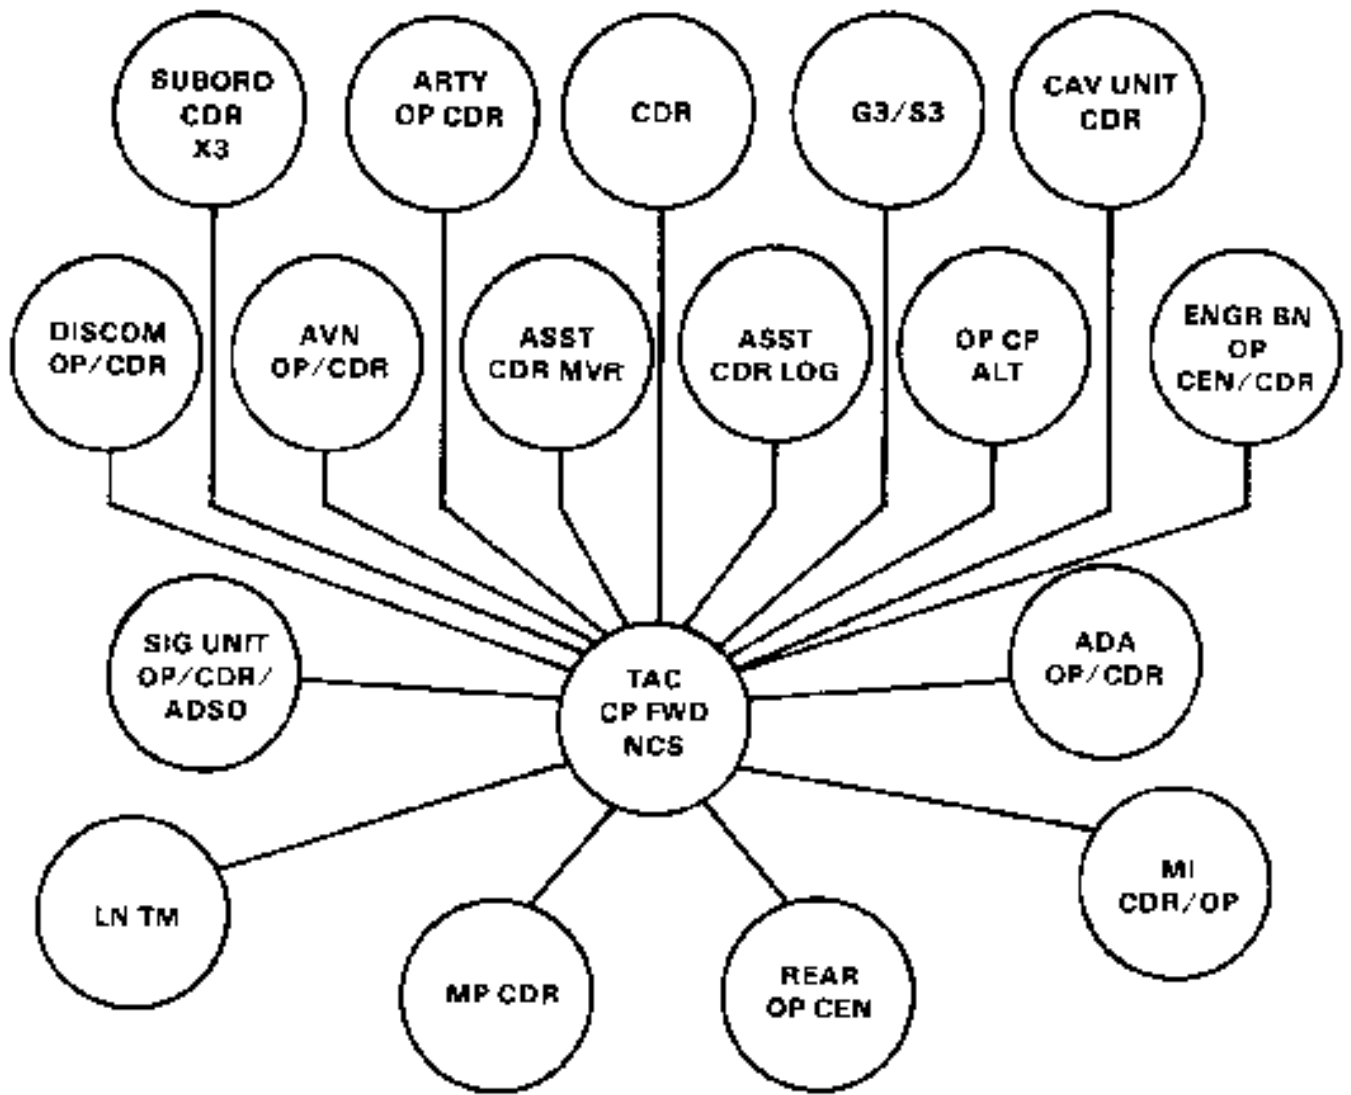 SUBORD
CDR
X3
ARTY
OP CDR
CDR
G3/S3
CAV UNIT
CDR
DISCOM
OP/CDR
AVN
OP/CDR
ASST
CDR MVR
ASST
CDR LOG
OP CP
ALT
ENGR BN
OP
CEN/CDR
SIG UNIT
OP/CDR/
ADSO
TAC
CP FWD
NCS
ADA
OP/CDR
LN TM
MP CDR
REAR
OP CEN
MI
CDR/OP